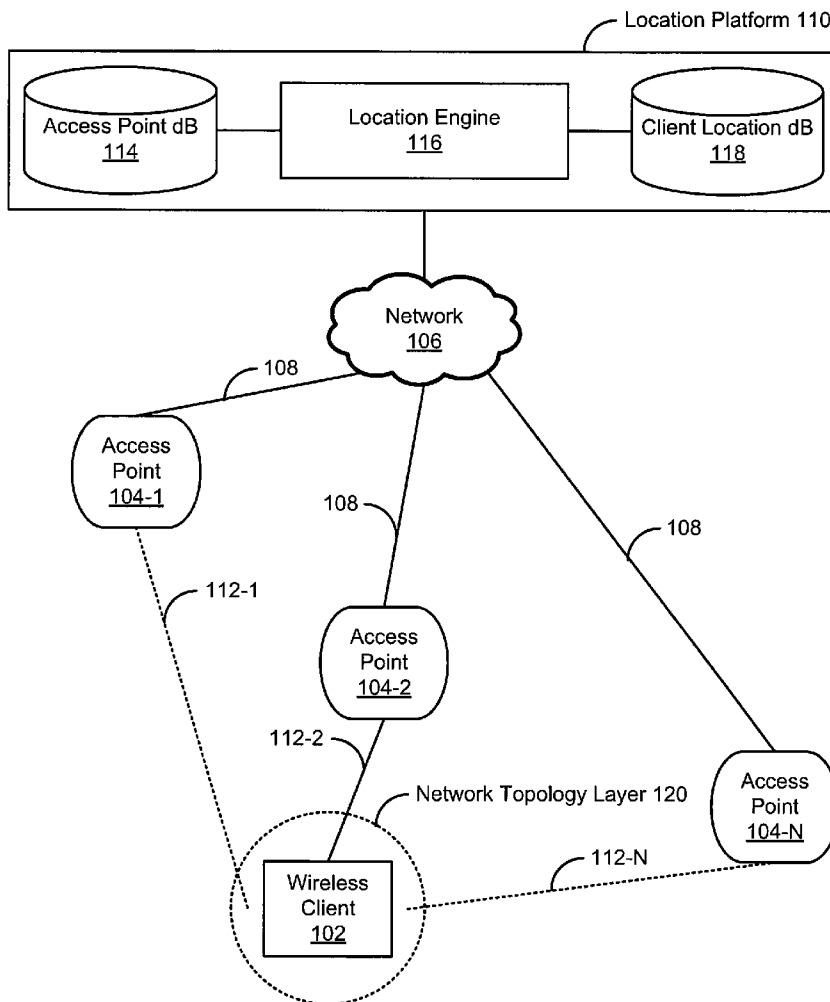 Location Platform 110
Access Point dB
114
Location Engine
116
Client Location dB
118
Network
106
108
Access
Point
104-1
108
108
112-1
Access
Point
104-2
112-2
Network Topology Layer 120
Access
Point
104-N
112-N
Wireless
Client
102